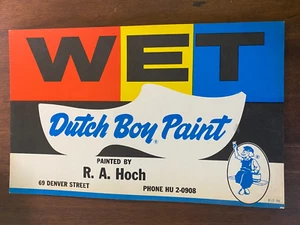 WET
Dutch Boy® Paint
PAINTED BY
R. A. Hoch
69 DENVER STREET PHONE HU 2-0908